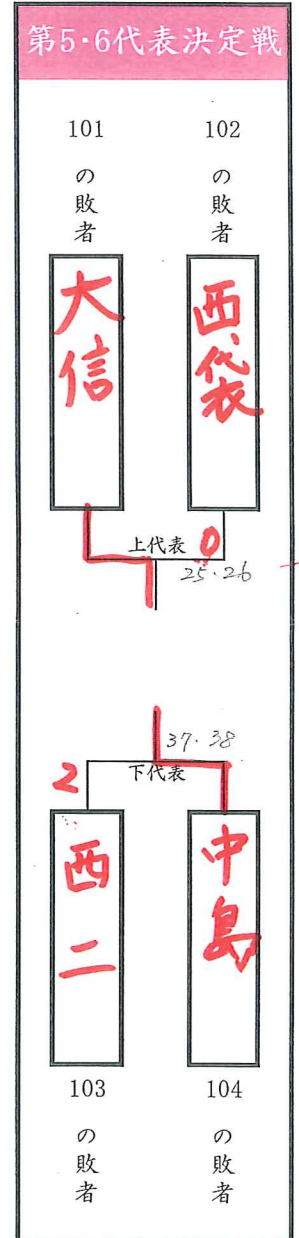 第5・6代表決定戦
101
102
の敗者
の敗者
大信
西袋
上代表
0
25・26
37・38
2
下代表
西二
中島
103
104
の敗者
の敗者